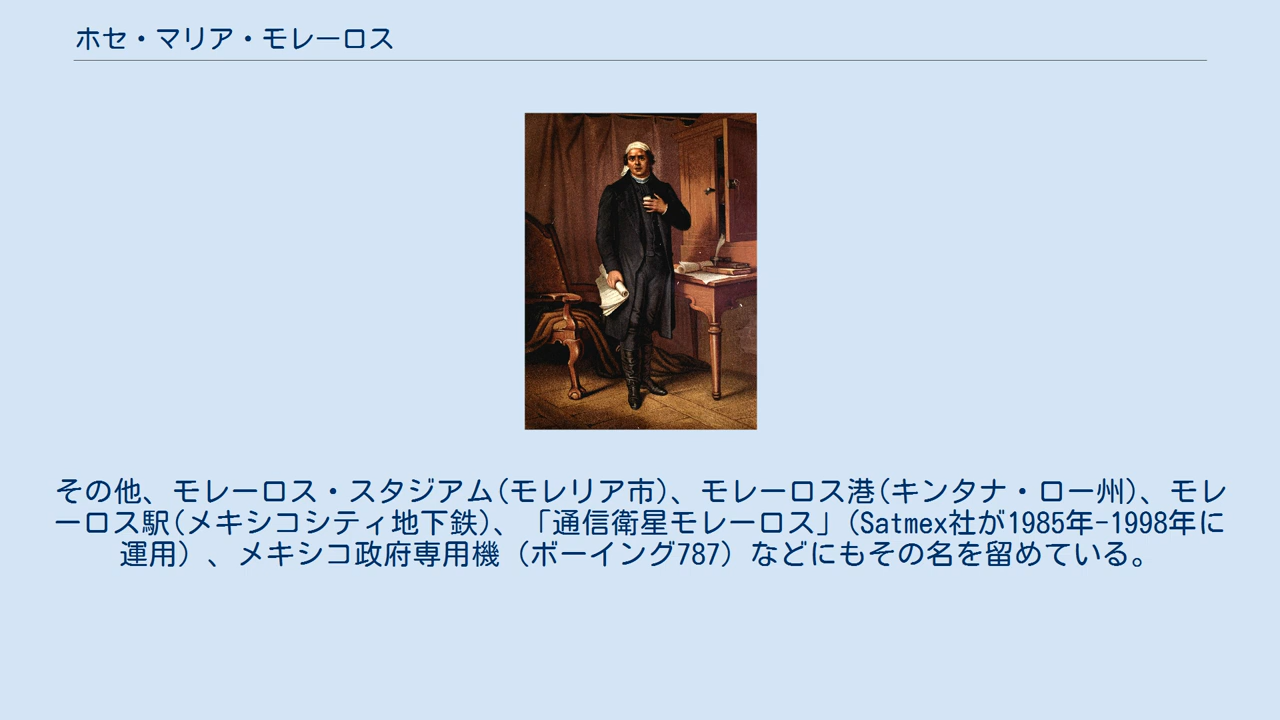 ホセ・マリア・モレーロス
その他、モレーロス・スタジアム(モレリア市)、モレーロス港(キンタナ・ロー州)、モレ
ーロス駅(メキシコシティ地下鉄)、「通信衛星モレーロス」(Satmex社が1985年-1998年に
運用）、メキシコ政府専用機（ボーイング787）などにもその名を留めている。